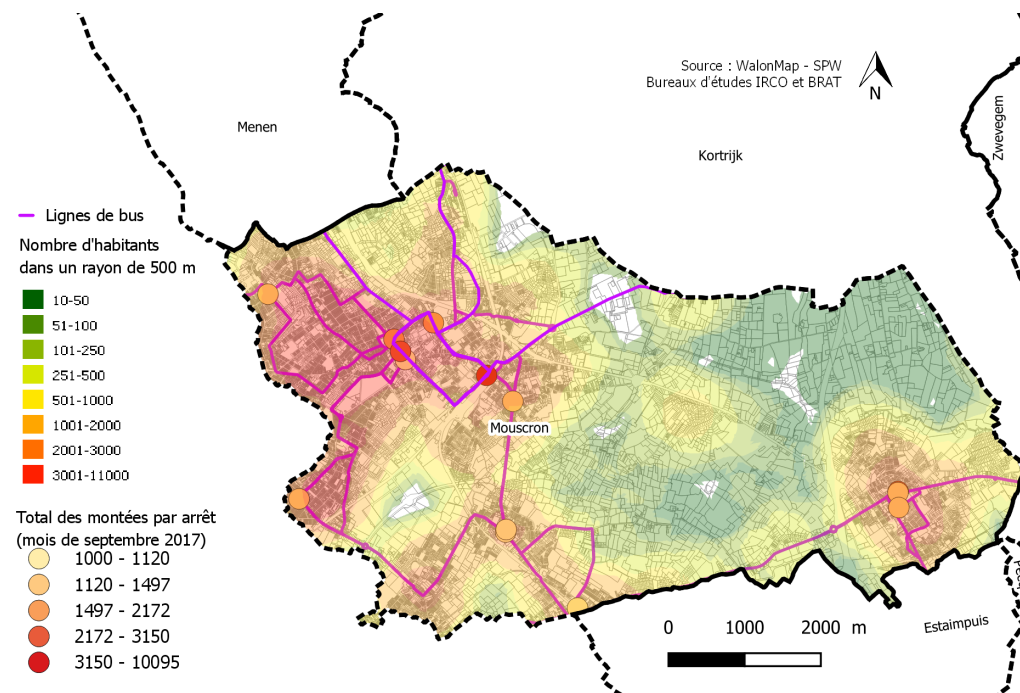 Source : WalonMap - SPW
Bureaux d'études IRCO et BRAT
N
Menen
Kortrijk
Zwevegem
Lignes de bus
Nombre d'habitants
dans un rayon de 500 m
10-50
51-100
101-250
251-500
501-1000
1001-2000
2001-3000
3001-11000
Mouscron
Total des montées par arrêt
(mois de septembre 2017)
1000 - 1120
1120 - 1497
1497 - 2172
2172 - 3150
3150 - 10095
Estaimpuis
0 1000 2000 m